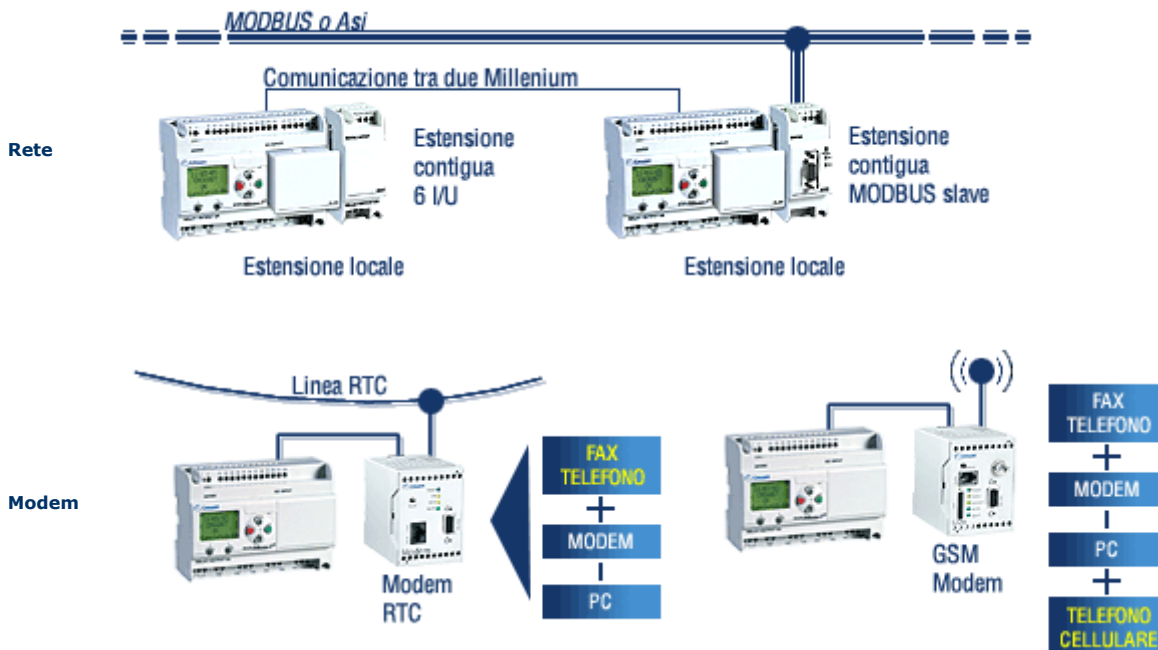 MODBUS o Asi
Comunicazione tra due Millenium
Rete
Estensione
contigua
6 I/U
Estensione
contigua
MODBUS slave
Estensione locale
Estensione locale
Linea RTC
Modem
Modem
RTC
FAX
TELEFONO
+
MODEM
PC
GSM
Modem
FAX
TELEFONO
+
MODEM
PC
+
TELEFONO
CELLULARE